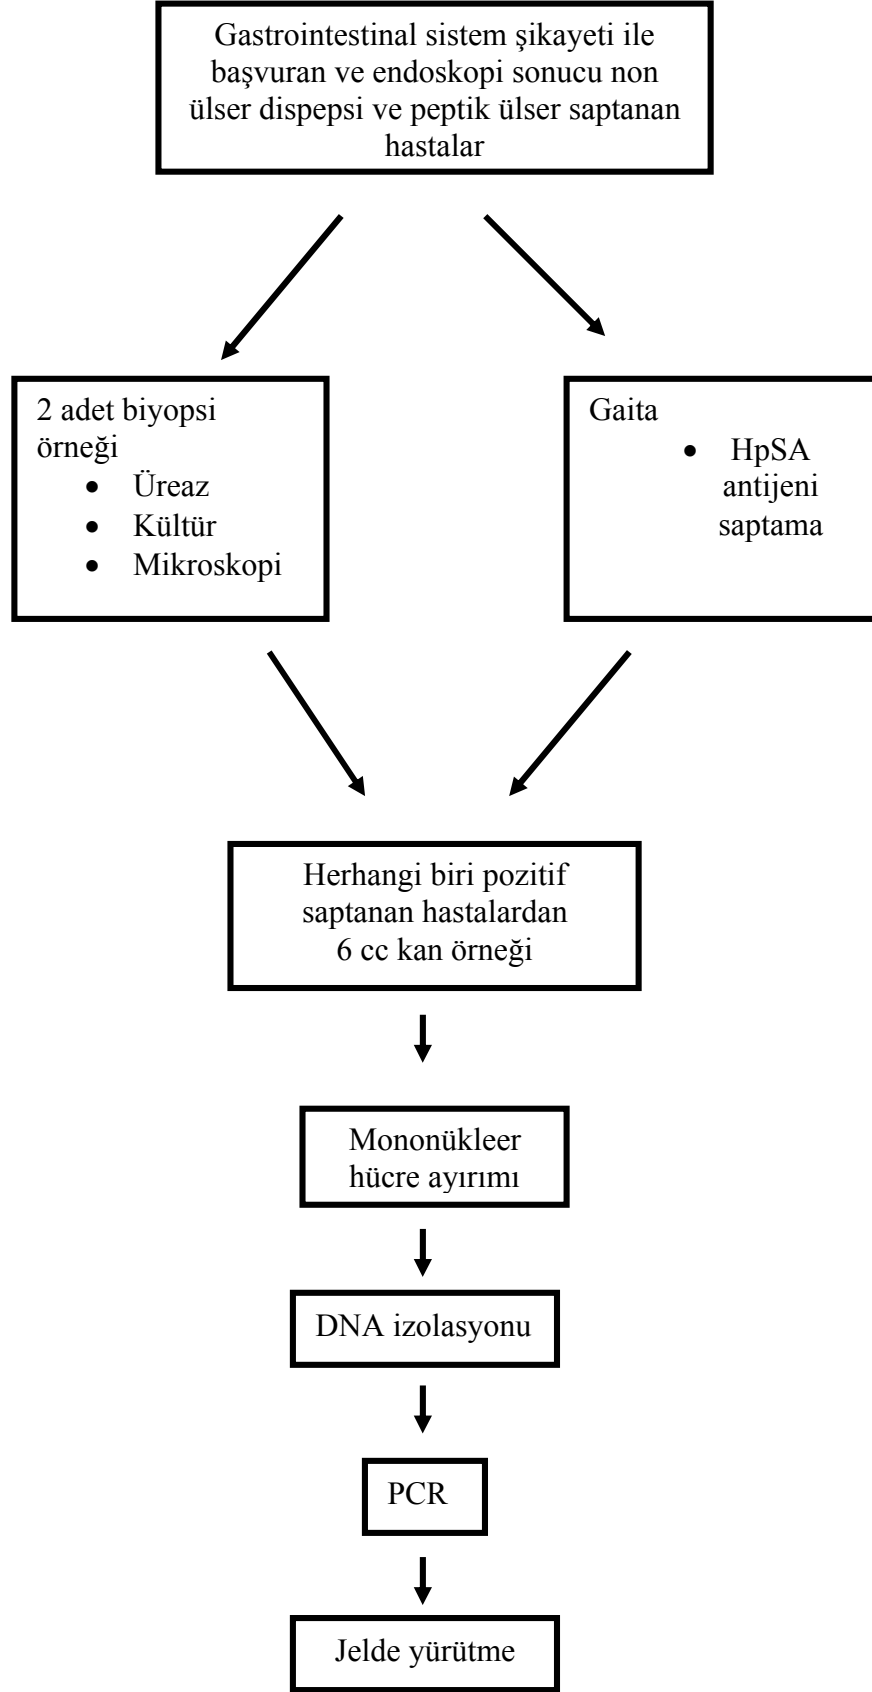 Gastrointestinal sistem şikayeti ile
başvuran ve endoskopi sonucu non
ülser dispepsi ve peptik ülser saptanan
hastalar
2 adet biyopsi
örneği
• Üreaz
• Kültür
• Mikroskopi
Gaita
• HpSA
antijeni
saptama
Herhangi biri pozitif
saptanan hastalardan
6 cc kan örneği
Mononükleer
hücre ayırımı
DNA izolasyonu
PCR
Jelde yürütme